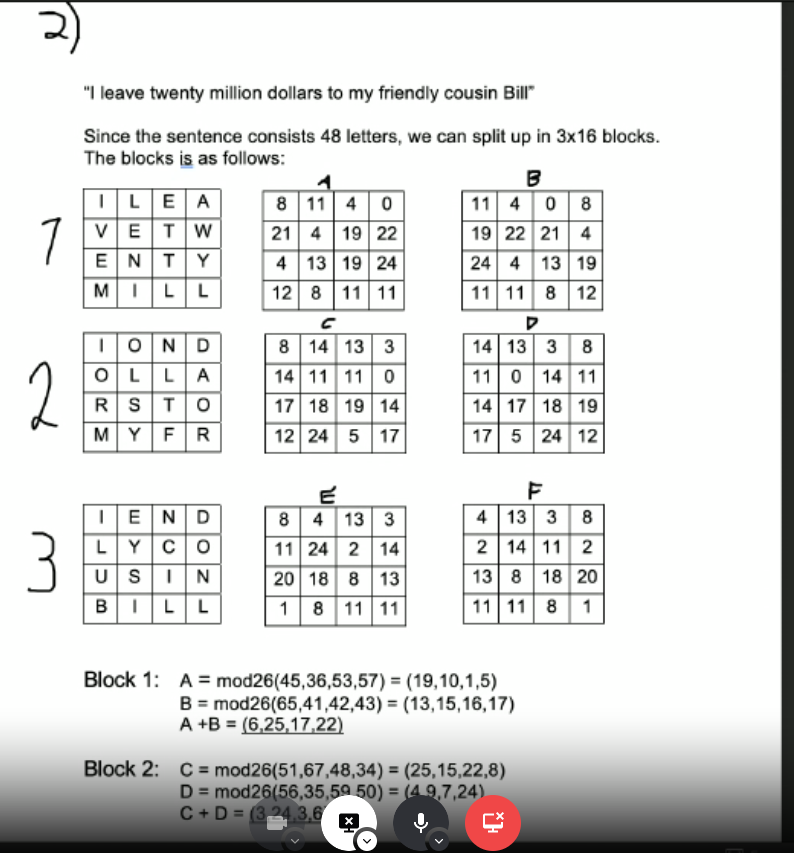 2)
"I leave twenty million dollars to my friendly cousin Bill"
Since the sentence consists 48 letters, we can split up in 3x16 blocks.
The blocks is as follows:
A B
1
I L E A 8 11 4 0 11 4 0 8
V E T W 21 4 19 22 19 22 21 4
E N T Y 4 13 19 24 24 4 13 19
M I L L 12 8 11 11 11 11 8 12
C D
2
I O N D 8 14 13 3 14 13 3 8
O L L A 14 11 11 0 11 0 14 11
R S T O 17 18 19 14 14 17 18 19
M Y F R 12 24 5 17 17 5 24 12
E F
3
I E N D 8 4 13 3 4 13 3 8
L Y C O 11 24 2 14 2 14 11 2
U S I N 20 18 8 13 13 8 18 20
B I L L 1 8 11 11 11 11 8 1
Block 1: A = mod26(45,36,53,57) = (19,10,1,5)
B = mod26(65,41,42,43) = (13,15,16,17)
A +B = (6,25,17,22)
Block 2: C = mod26(51,67,48,34) = (25,15,22,8)
D = mod26(56,35,59,50) = (4,9,7,24)
C + D = (3,24,3,6